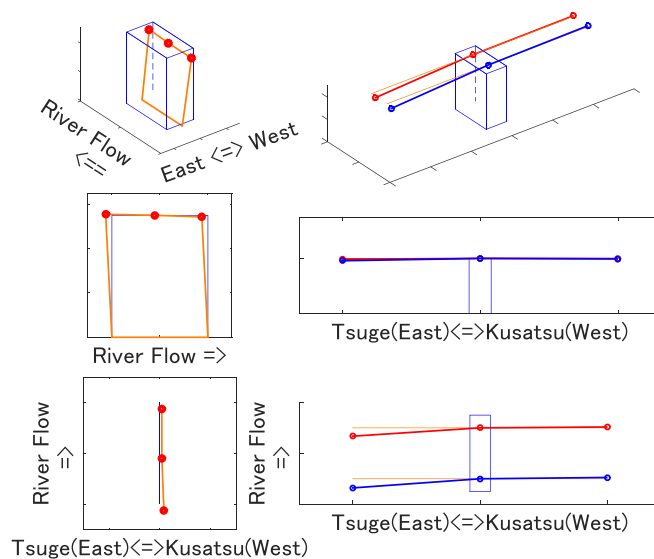 River Flow
<==
East <=> West
River Flow =>
Tsuge(East)<=>Kusatsu(West)
River Flow
=>
Tsuge(East)<=>Kusatsu(West)
River Flow
=>
Tsuge(East)<=>Kusatsu(West)